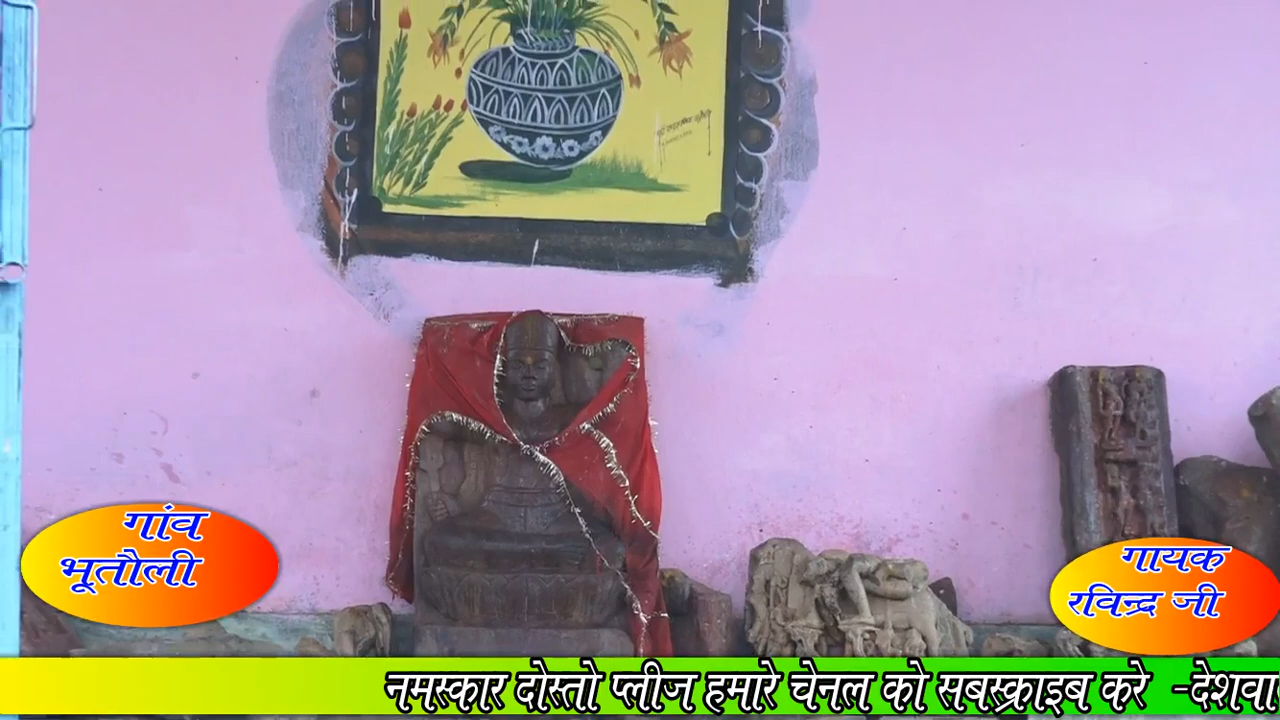 गांव
भूतौली
गायक
रविन्द्र जी
नमस्कार दोस्तो प्लीज हमारे चेनल को सबस्क्राइब करे -देशवा